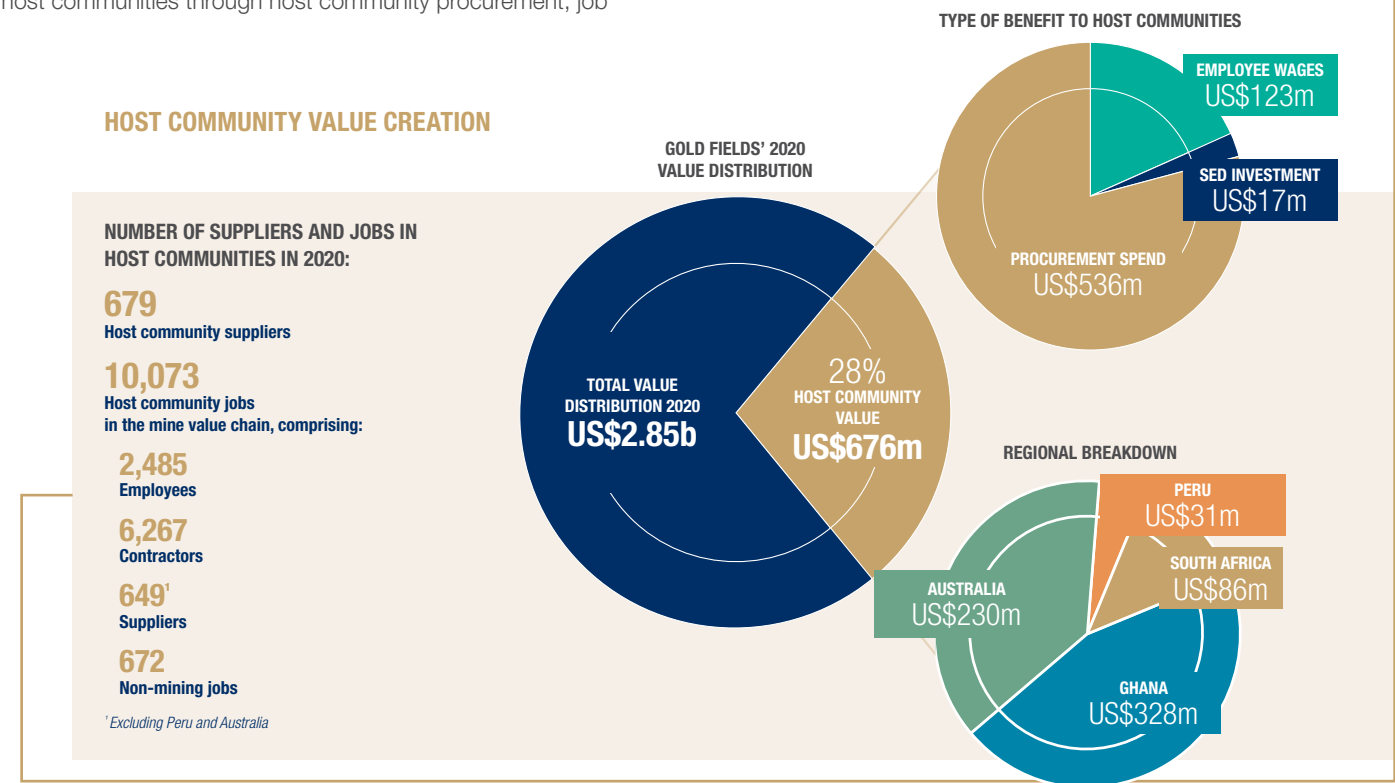 host communities through host community procurement, job
HOST COMMUNITY VALUE CREATION
NUMBER OF SUPPLIERS AND JOBS IN
HOST COMMUNITIES IN 2020:
679
Host community suppliers
10,073
Host community jobs
in the mine value chain, comprising:
2,485
Employees
6,267
Contractors
649¹
Suppliers
672
Non-mining jobs
¹ Excluding Peru and Australia
GOLD FIELDS’ 2020
VALUE DISTRIBUTION
TOTAL VALUE
DISTRIBUTION 2020
US$2.85b
28%
HOST COMMUNITY
VALUE
US$676m
TYPE OF BENEFIT TO HOST COMMUNITIES
EMPLOYEE WAGES
US$123m
SED INVESTMENT
US$17m
PROCUREMENT SPEND
US$536m
REGIONAL BREAKDOWN
PERU
US$31m
SOUTH AFRICA
US$86m
AUSTRALIA
US$230m
GHANA
US$328m